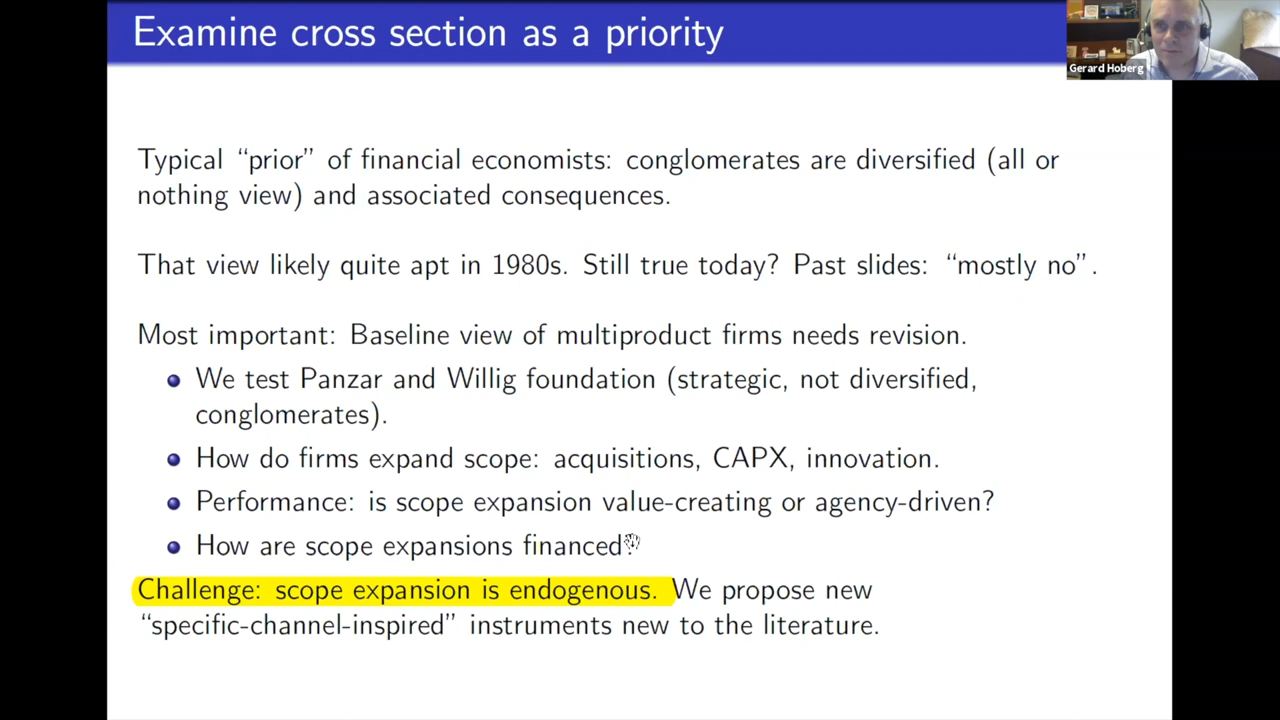 Examine cross section as a priority
Gerard Hoberg
Typical “prior” of financial economists: conglomerates are diversified (all or
nothing view) and associated consequences.
That view likely quite apt in 1980s. Still true today? Past slides: “mostly no”.
Most important: Baseline view of multiproduct firms needs revision.
We test Panzar and Willig foundation (strategic, not diversified,
conglomerates).
How do firms expand scope: acquisitions, CAPX, innovation.
Performance: is scope expansion value-creating or agency-driven?
How are scope expansions financed?
Challenge: scope expansion is endogenous. We propose new
“specific-channel-inspired” instruments new to the literature.